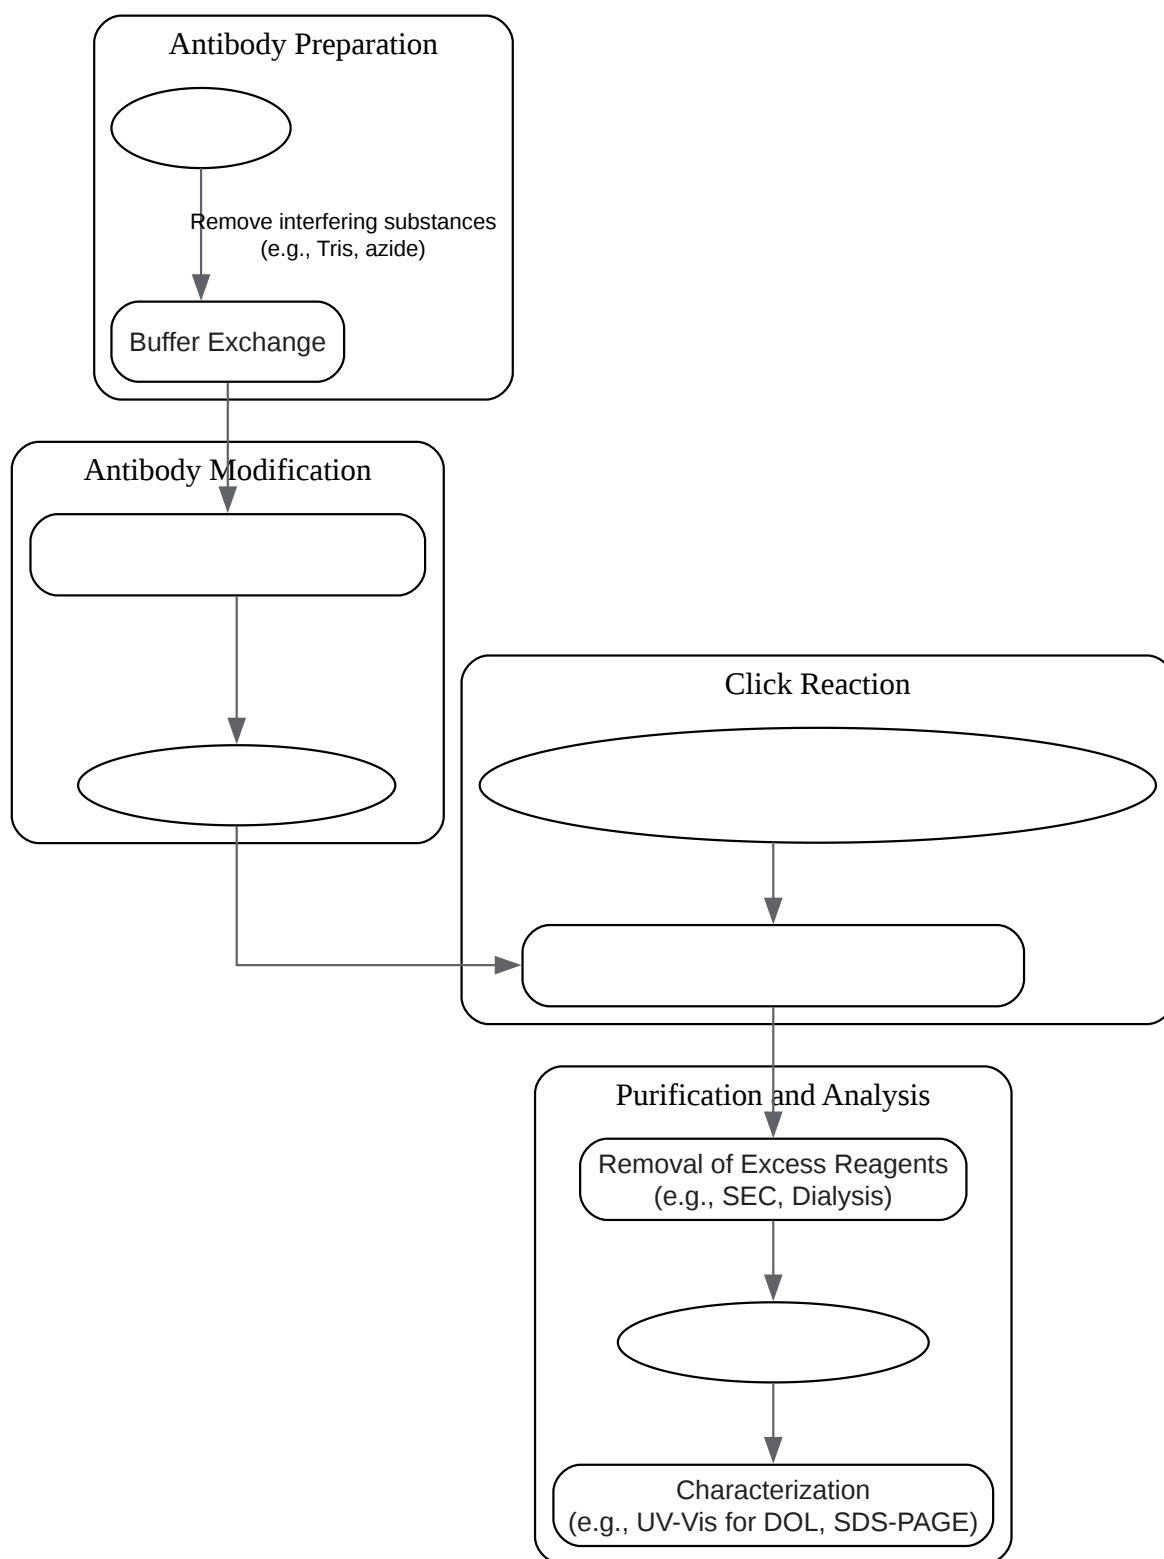 Antibody Preparation
Remove interfering substances
(e.g., Tris, azide)
Buffer Exchange
Antibody Modification
Click Reaction
Purification and Analysis
Removal of Excess Reagents
(e.g., SEC, Dialysis)
Characterization
(e.g., UV-Vis for DOL, SDS-PAGE)